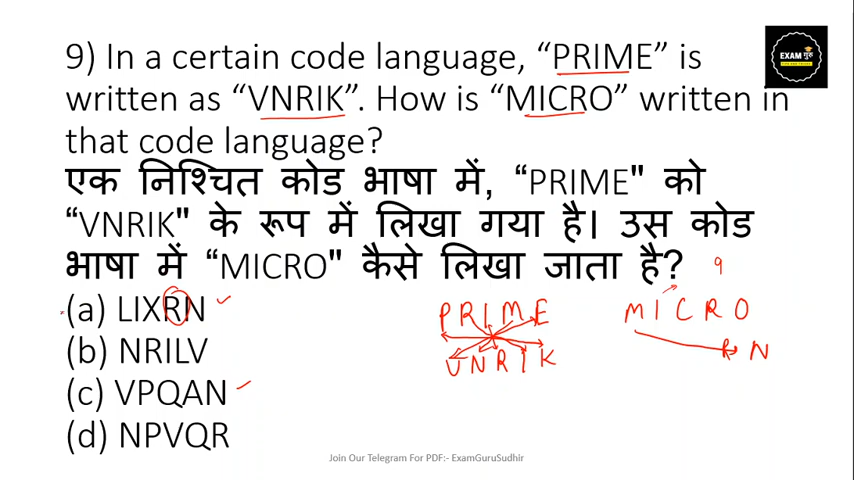 9) In a certain code language, “PRIME” is
EXAM गुरु
written as “VNRIK”. How is “MICRO” written in
that code language?
एक निश्चित कोड भाषा में, “PRIME" को
“VNRIK" के रूप में लिखा गया है। उस कोड
भाषा में “MICRO" कैसे लिखा जाता है?
9
(a) LIXRN
PRIME MICRO
(b) NRILV
VNRIK R N
(c) VPQAN
(d) NPVQR
Join Our Telegram For PDF:- ExamGuruSudhir